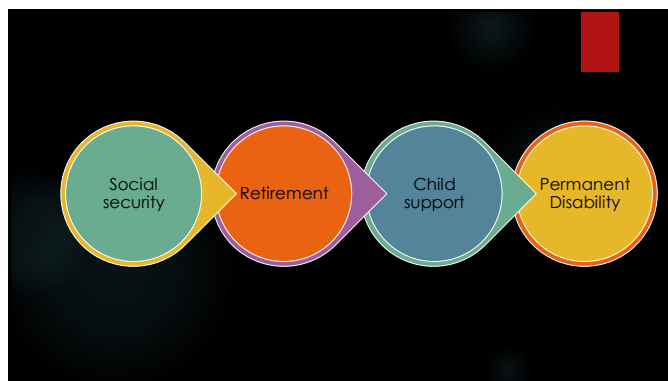 Social
security
Retirement
Child
support
Permanent
Disability